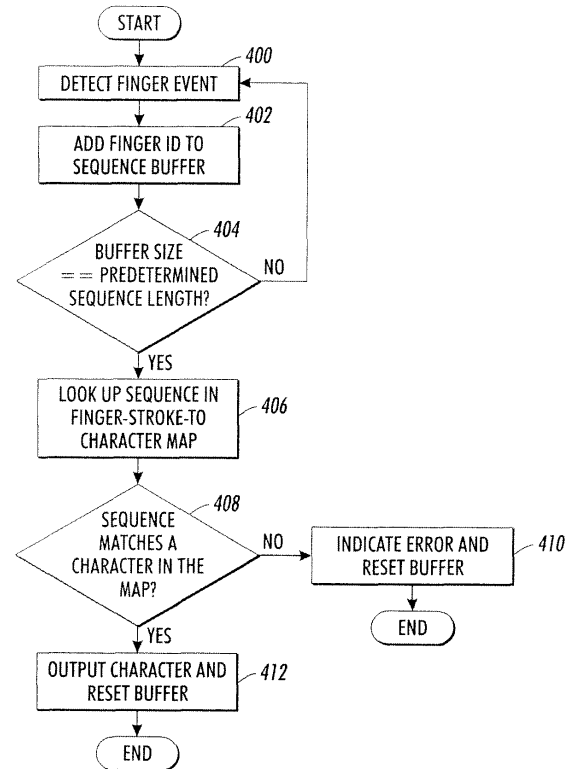 START
400
DETECT FINGER EVENT
402
ADD FINGER ID TO
SEQUENCE BUFFER
404
BUFFER SIZE
== PREDETERMINED
SEQUENCE LENGTH?
NO
YES
LOOK UP SEQUENCE IN
FINGER-STROKE-TO
CHARACTER MAP
406
408
SEQUENCE
MATCHES A
CHARACTER IN THE
MAP?
NO
INDICATE ERROR AND
RESET BUFFER
410
END
YES
OUTPUT CHARACTER AND
RESET BUFFER
412
END